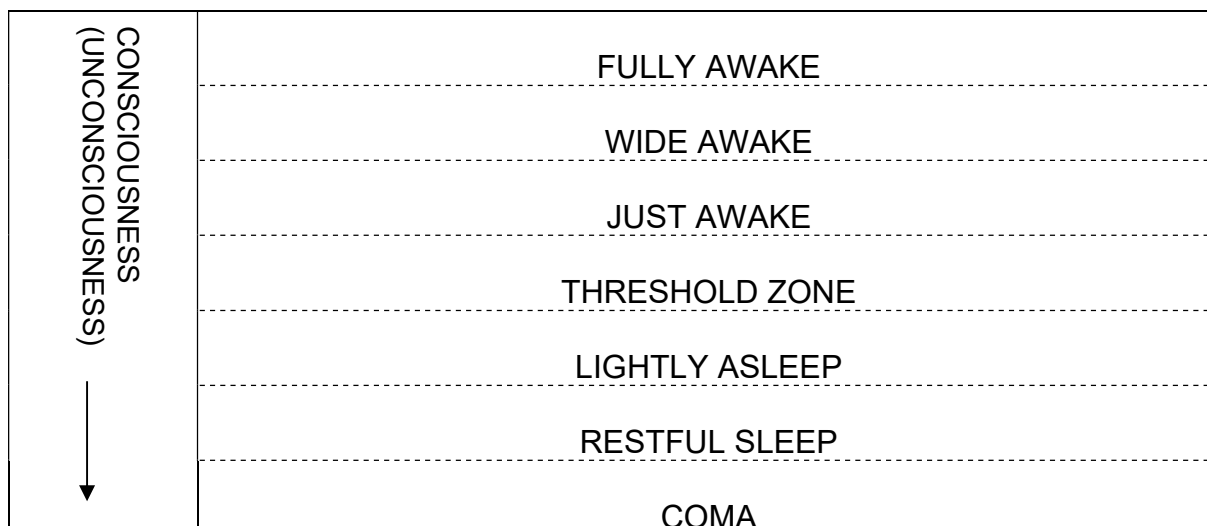 CONSCIOUSNESS
(UNCONSCIOUSNESS)
FULLY AWAKE
WIDE AWAKE
JUST AWAKE
THRESHOLD ZONE
LIGHTLY ASLEEP
RESTFUL SLEEP
COMA